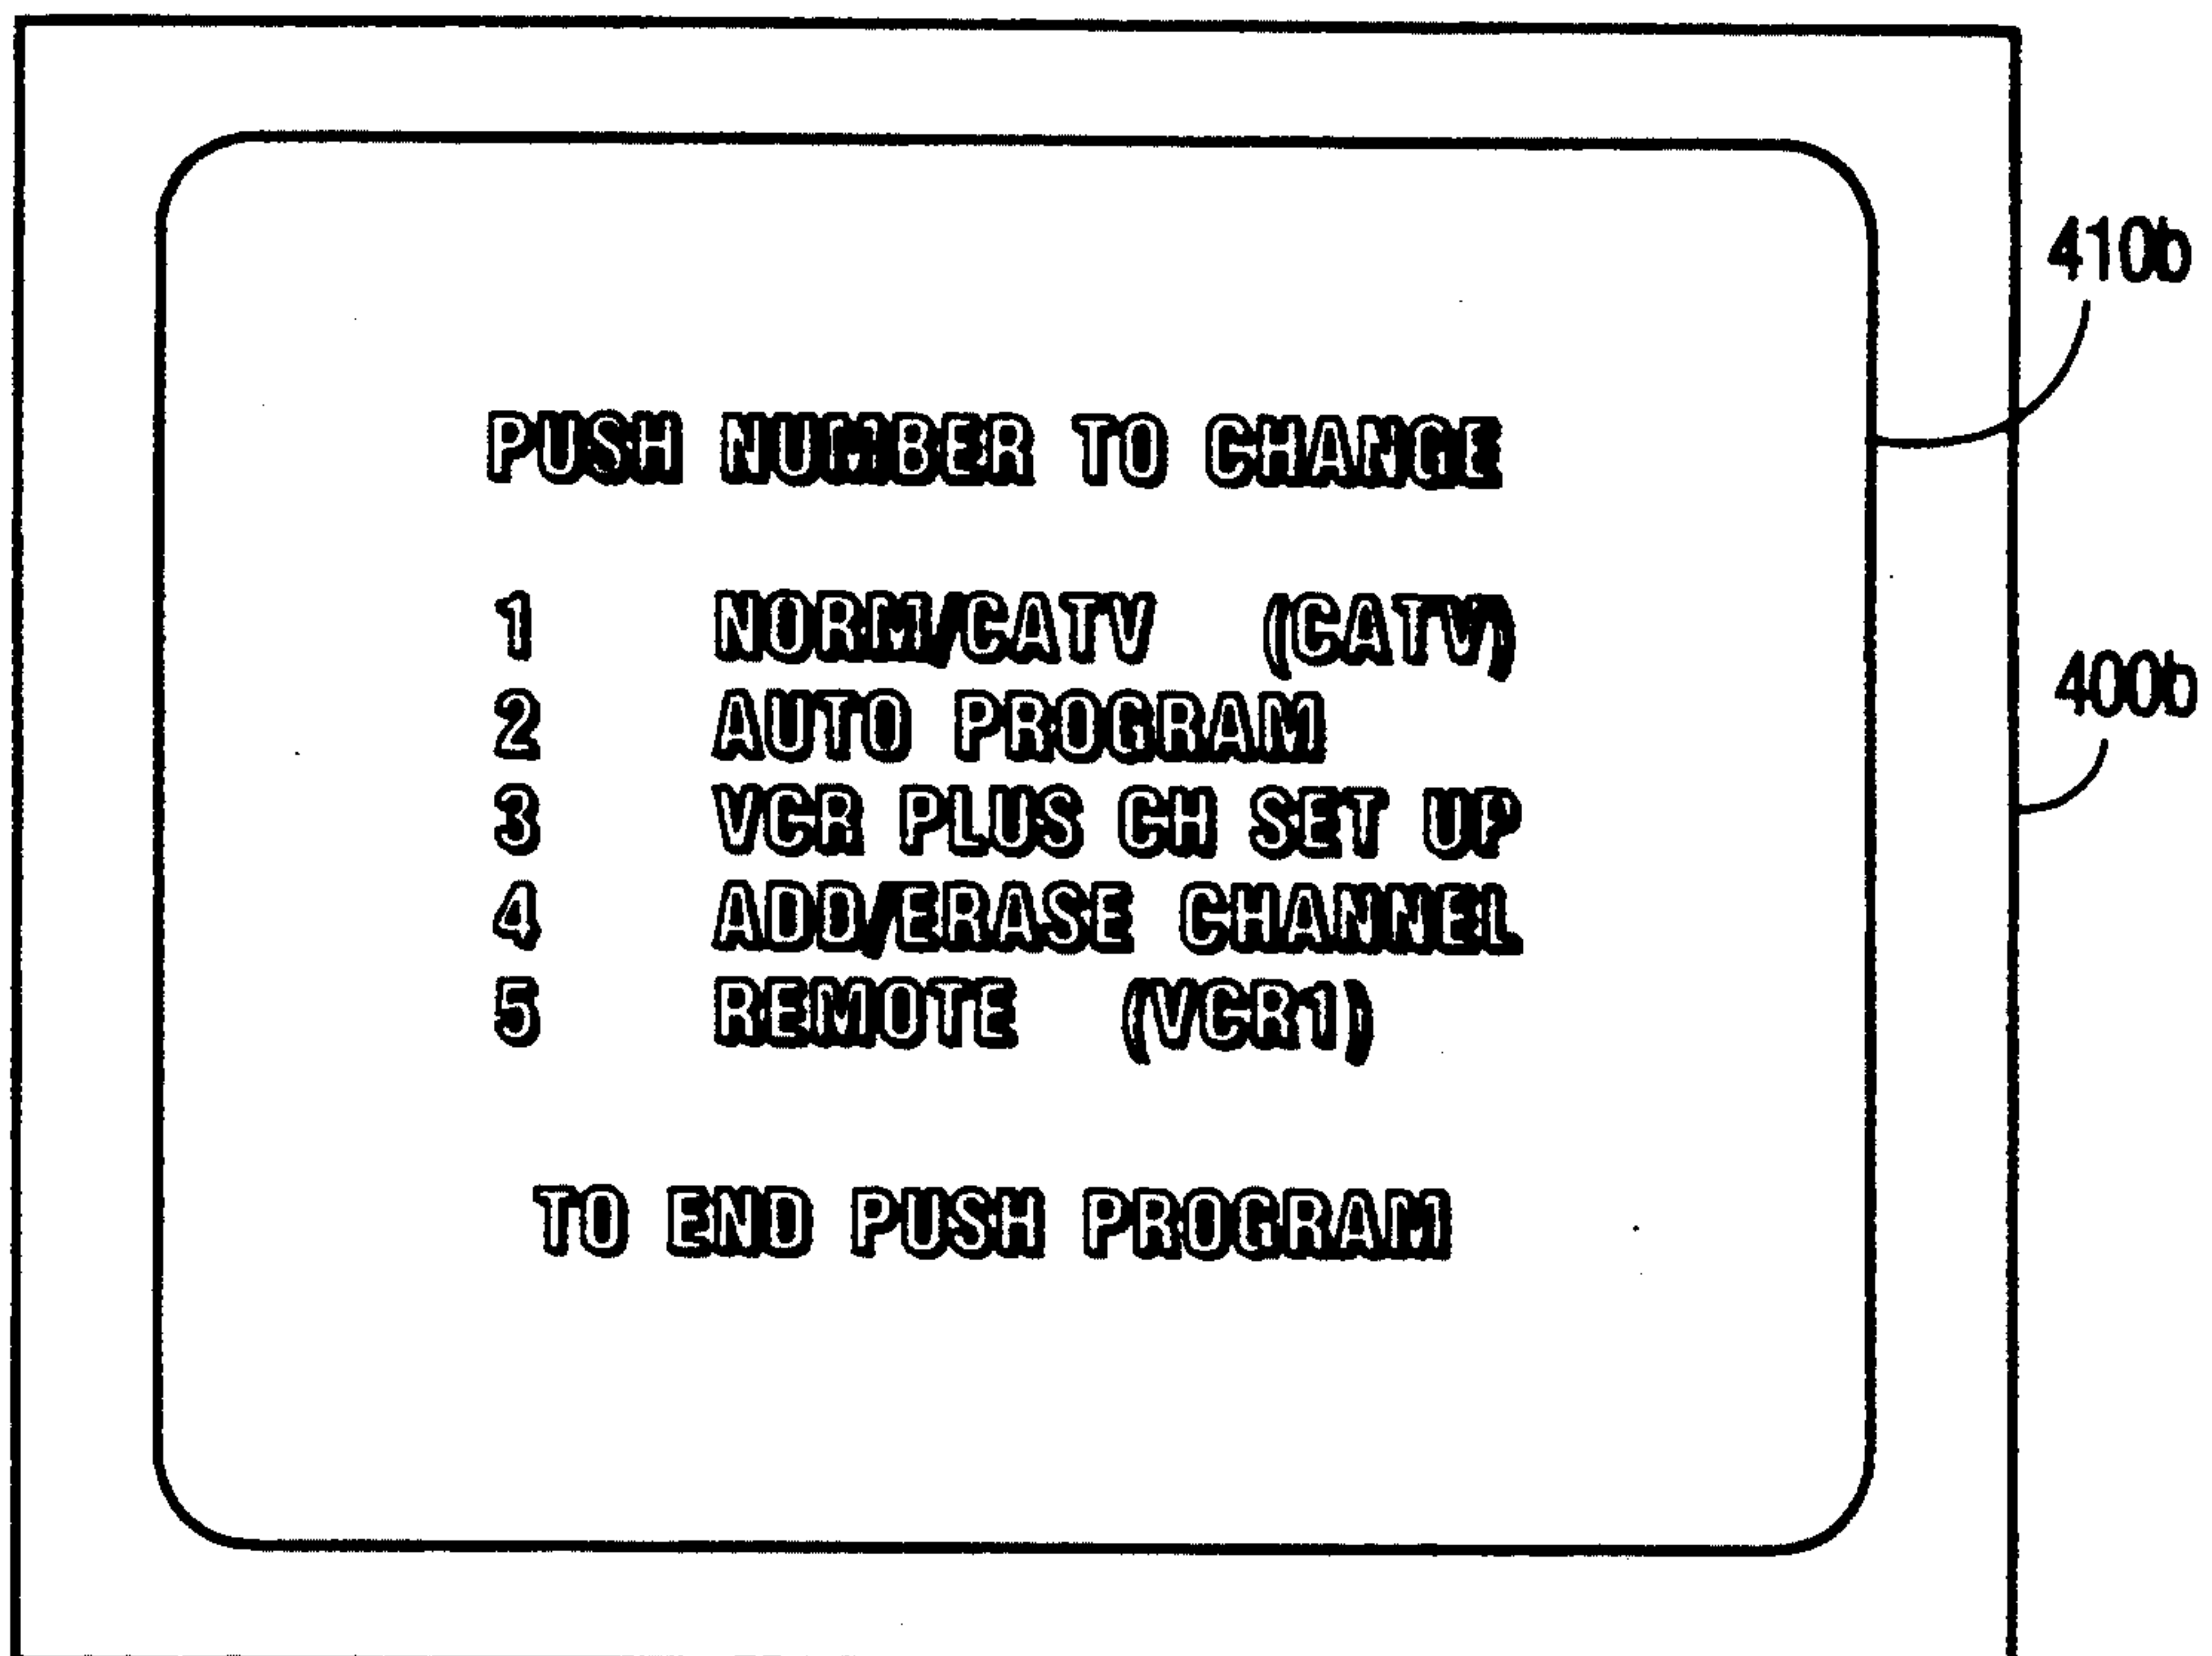 410b
PUSH NUMBER TO CHANGE
1 NORM/CATV (CATV)
2 AUTO PROGRAM
400b
3 VCR PLUS CH SET UP
4 ADD/ERASE CHANNEL
5 REMOTE (VCR1)
TO END PUSH PROGRAM